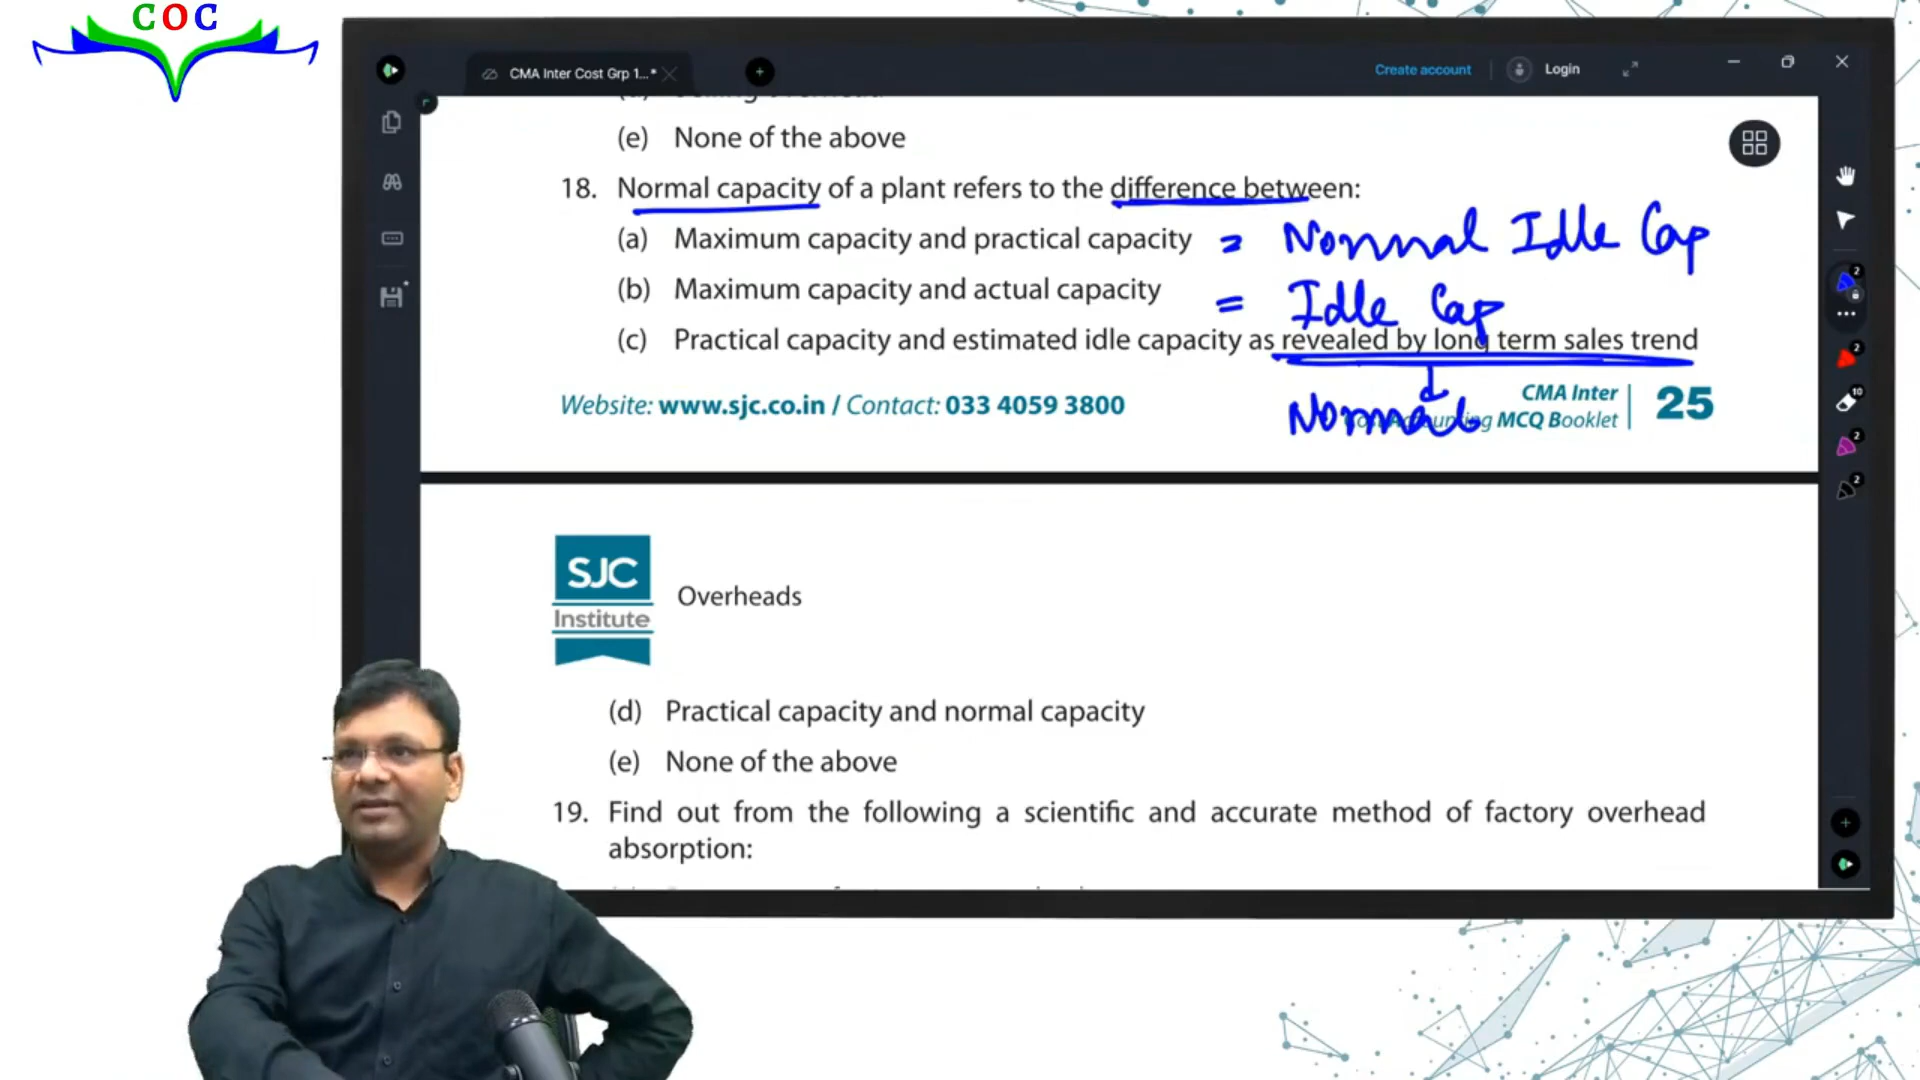 COC
CMA Inter Cost Grp 1...*
Create account
Login
(e) None of the above
18. Normal capacity of a plant refers to the difference between:
(a) Maximum capacity and practical capacity = Normal Idle Cap
(b) Maximum capacity and actual capacity = Idle Cap
(c) Practical capacity and estimated idle capacity as revealed by long term sales trend
Normal
Website: www.sjc.co.in / Contact: 033 4059 3800
CMA Inter
Cost Accounting MCQ Booklet
25
SJC
Institute
Overheads
(d) Practical capacity and normal capacity
(e) None of the above
19. Find out from the following a scientific and accurate method of factory overhead
absorption: